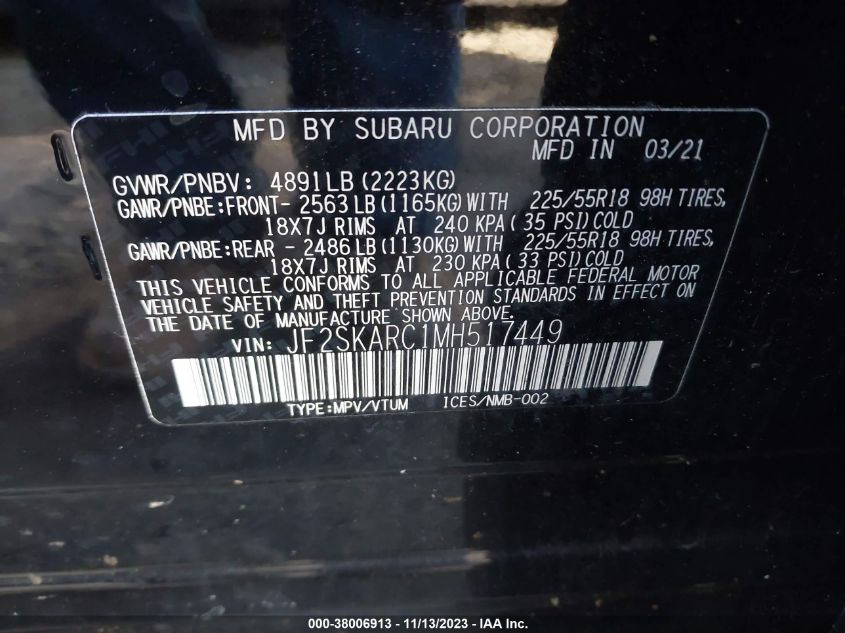 MFD BY SUBARU CORPORATION
MFD IN 03/21
GVWR/PNBV: 4891LB(2223KG)
GAWR/PNBE:FRONT- 2563LB(1165KG)WITH 225/55R18 98H TIRES,
18X7J RIMS AT 240 KPA(35 PSI)COLD
GAWR/PNBE:REAR - 2486LB(1130KG)WITH 225/55R18 98H TIRES,
18X7J RIMS AT 230 KPA(33 PSI)COLD
THIS VEHICLE CONFORMS TO ALL APPLICABLE FEDERAL MOTOR
VEHICLE SAFETY AND THEFT PREVENTION STANDARDS IN EFFECT ON
THE DATE OF MANUFACTURE SHOWN ABOVE.
VIN: JF2SKARC1MH517449
TYPE:MPV/VTUM ICES/NMB-002
000-38006913 - 11/13/2023 - IAA Inc.